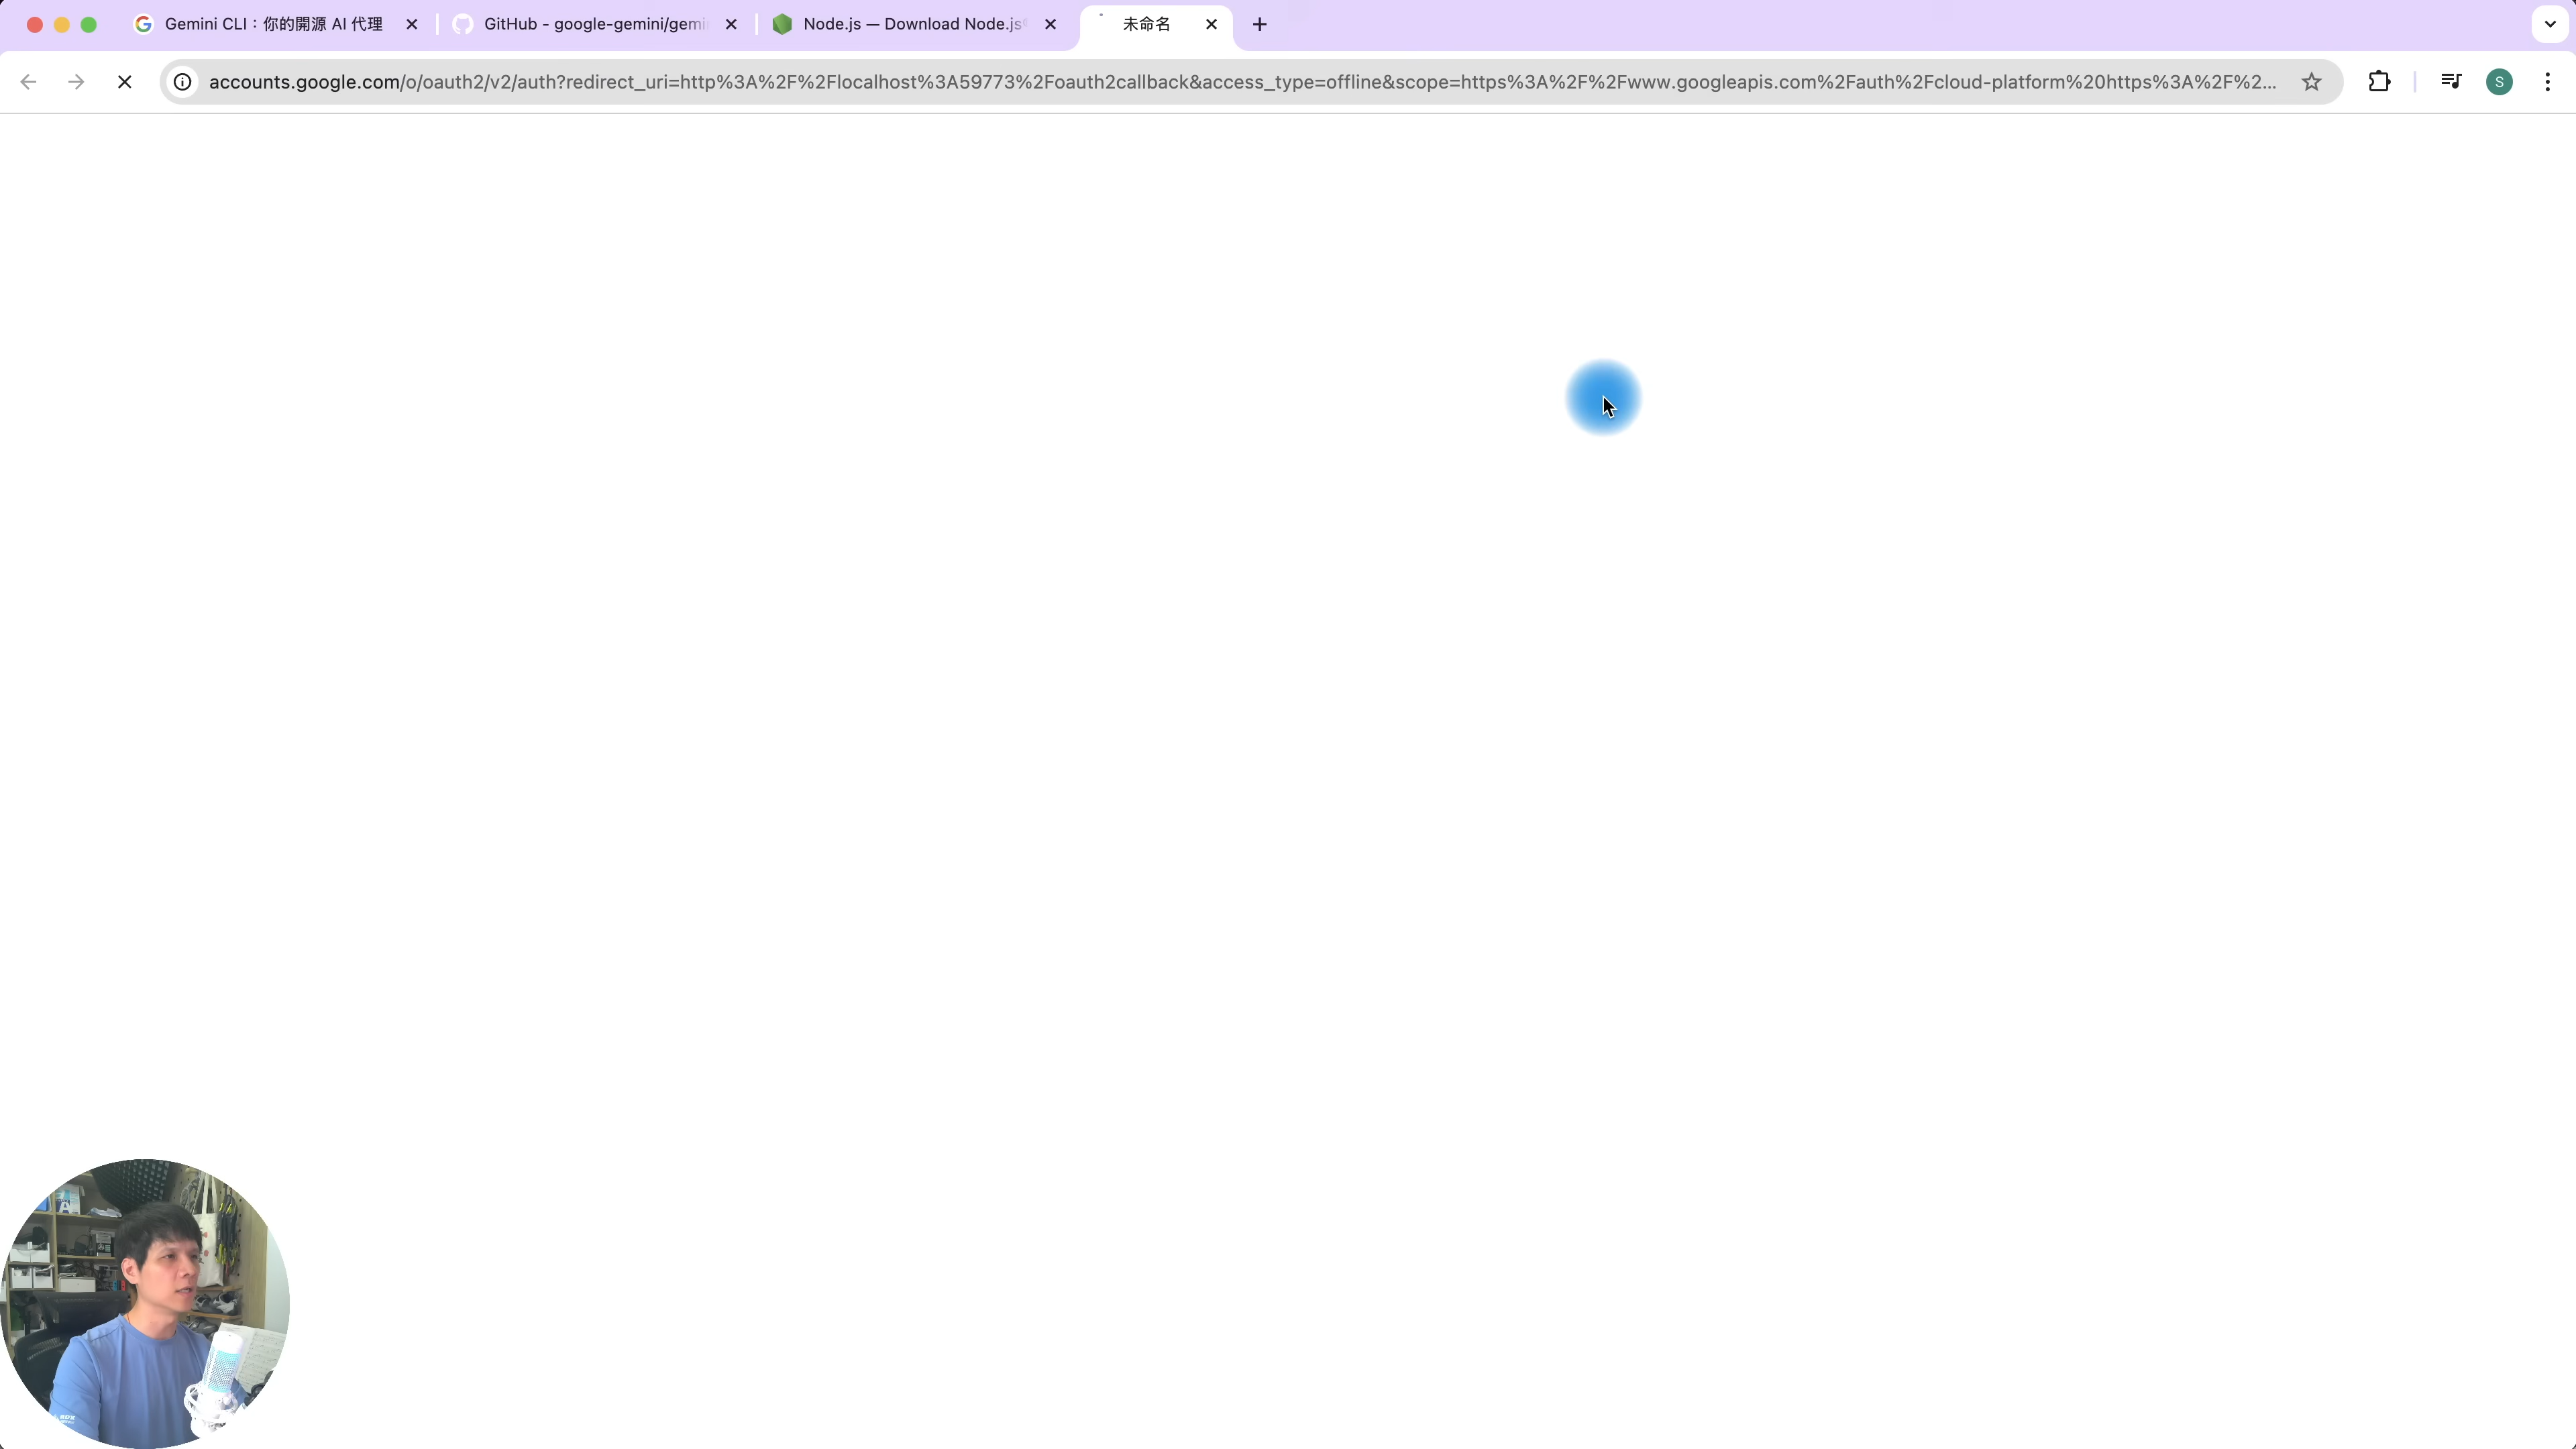 Gemini CLI：你的開源 AI 代理
GitHub - google-gemini/gemi
Node.js — Download Node.js
未命名
accounts.google.com/o/oauth2/v2/auth?redirect_uri=http%3A%2F%2Flocalhost%3A59773%2Foauth2callback&access_type=offline&scope=https%3A%2F%2Fwww.googleapis.com%2Fauth%2Fcloud-platform%20https%3A%2F%2...
S